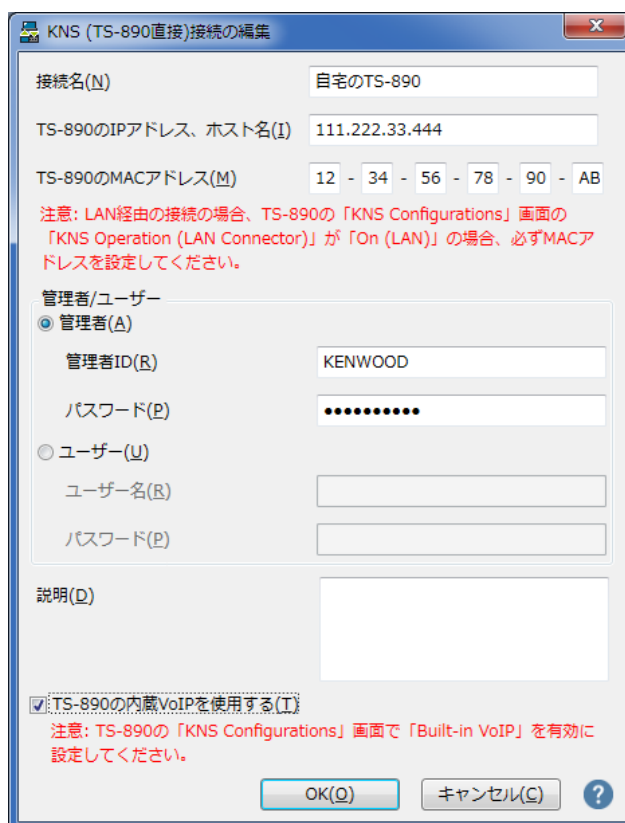 KNS (TS-890直接)接続の編集
接続名(N)
自宅のTS-890
TS-890のIPアドレス、ホスト名(I)
111.222.33.444
TS-890のMACアドレス(M)
12 - 34 - 56 - 78 - 90 - AB
注意: LAN経由の接続の場合、TS-890の「KNS Configurations」画面の
「KNS Operation (LAN Connector)」が「On (LAN)」の場合、必ずMACア
ドレスを設定してください。
管理者/ユーザー
管理者(A)
管理者ID(R)
KENWOOD
パスワード(P)
●●●●●●●●●●
ユーザー(U)
ユーザー名(R)
パスワード(P)
説明(D)
TS-890の内蔵VoIPを使用する(T)
注意: TS-890の「KNS Configurations」画面で「Built-in VoIP」を有効に
設定してください。
OK(O)
キャンセル(C)
?